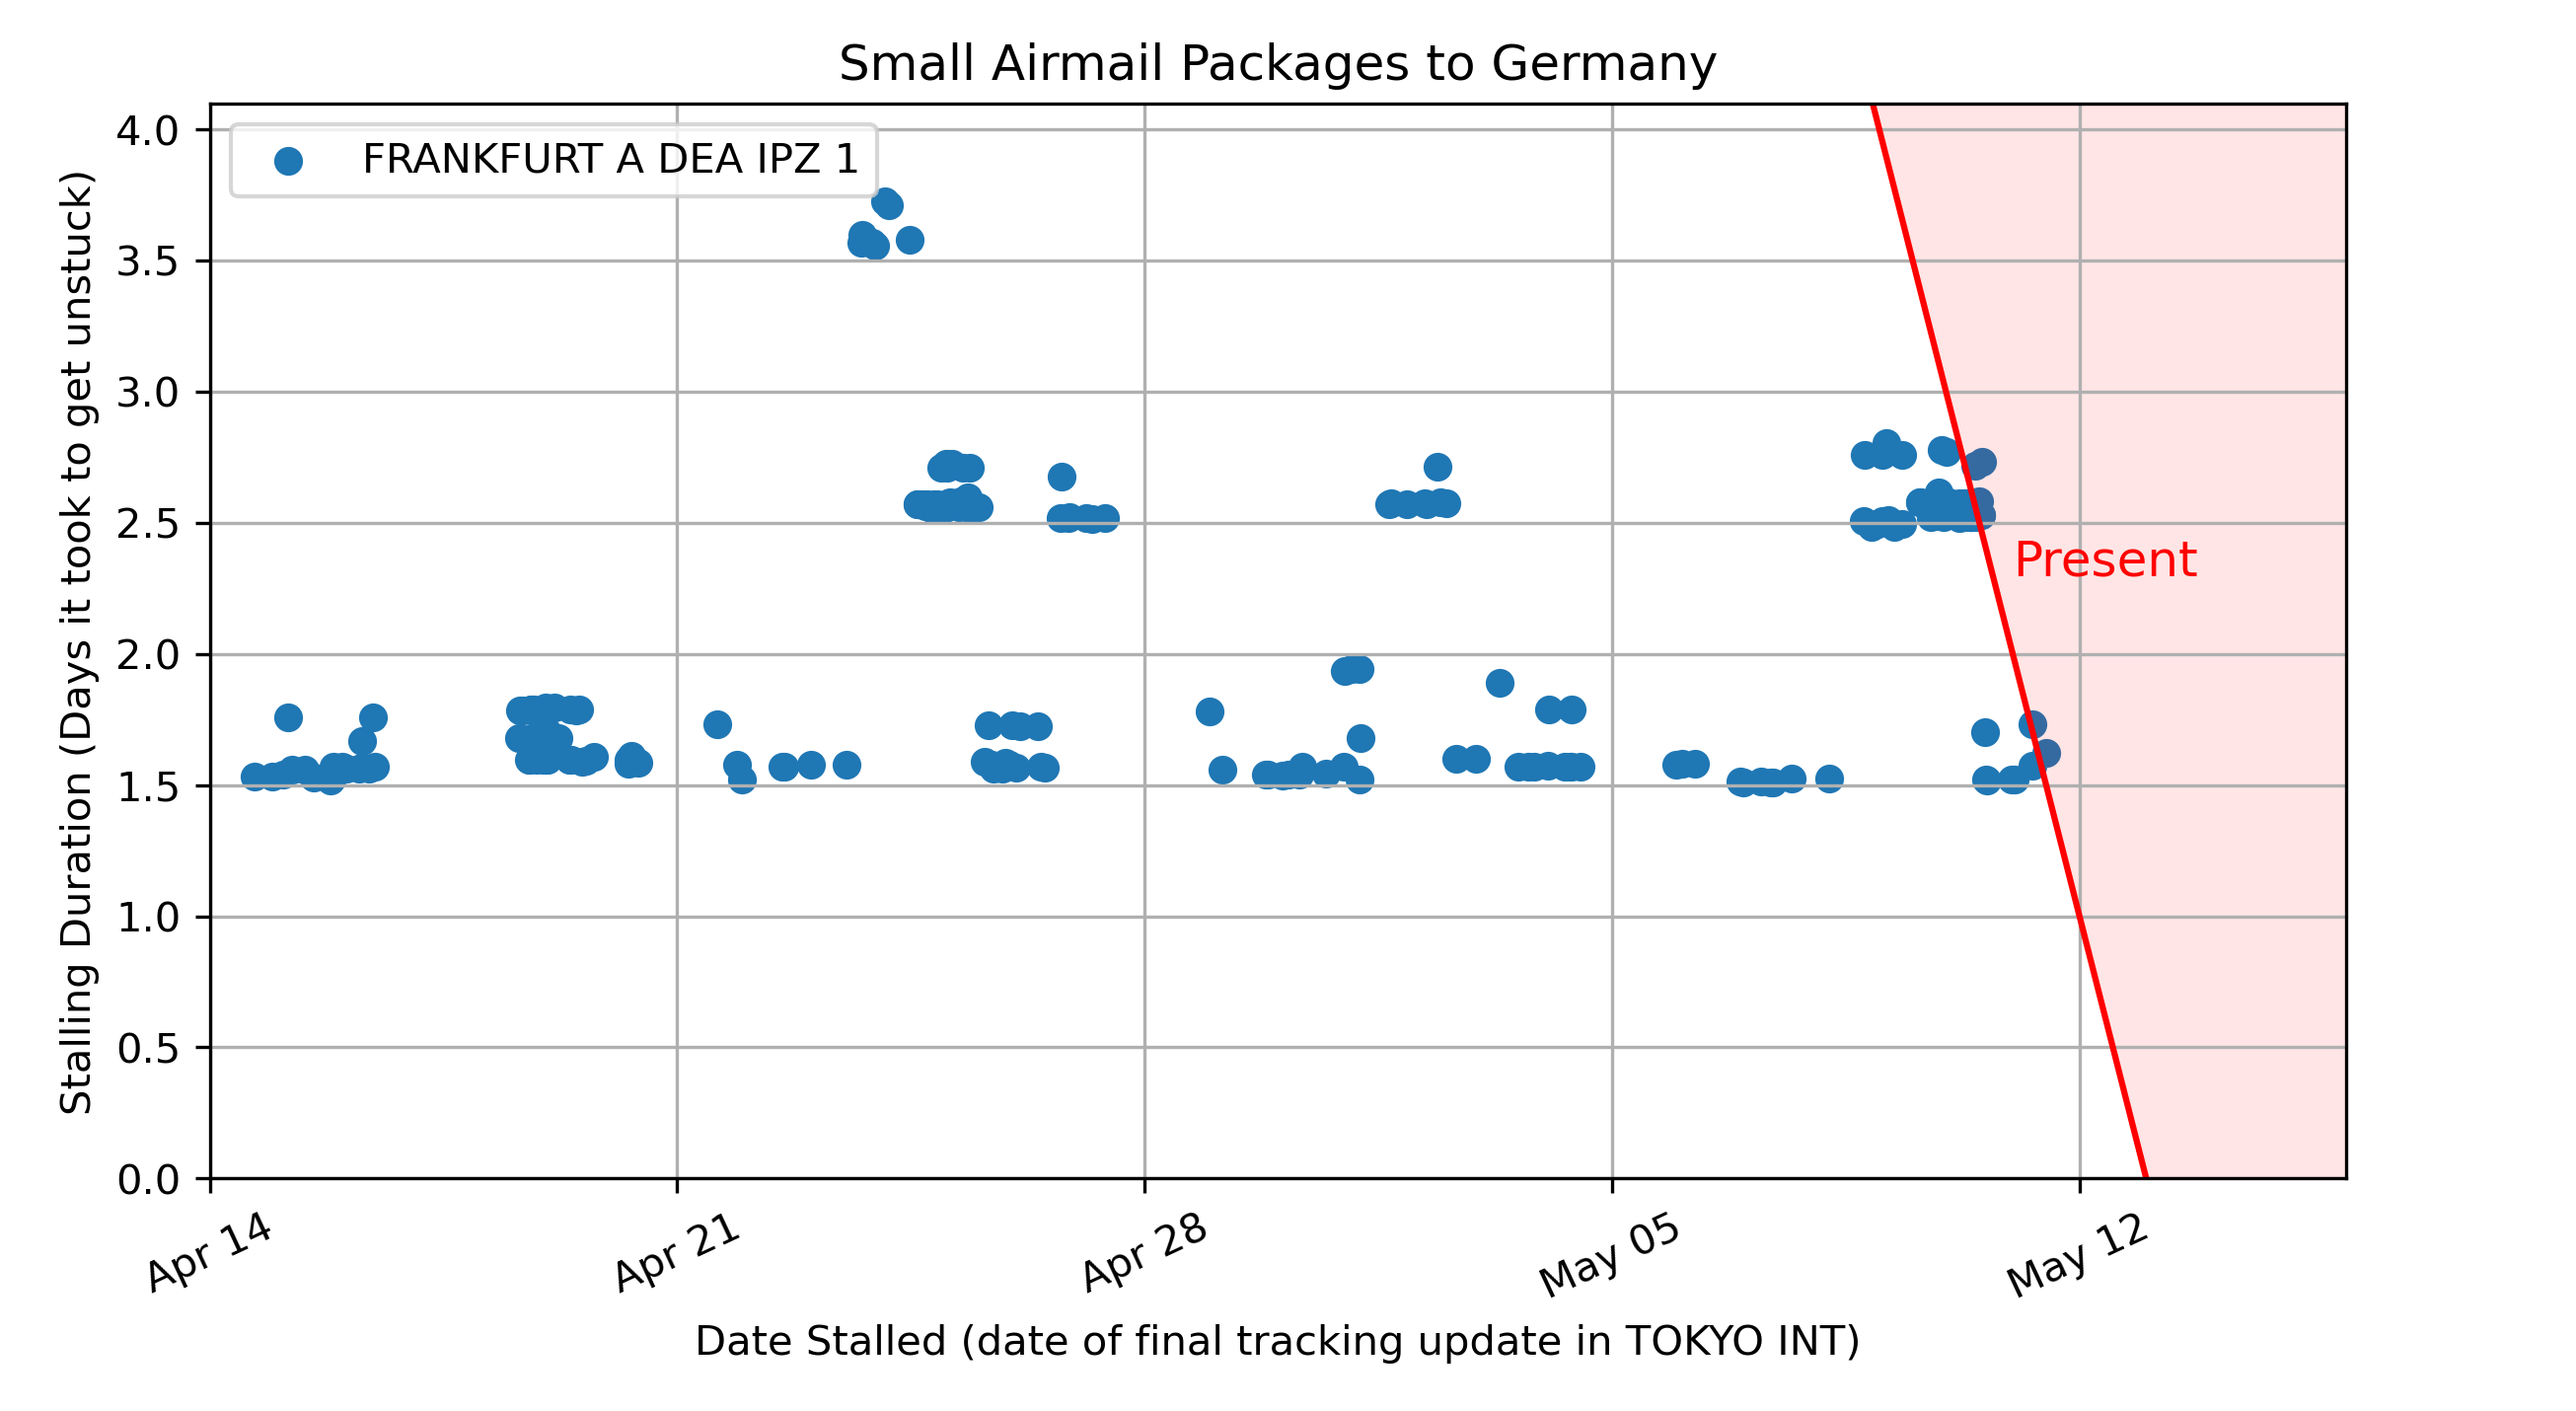 Small Airmail Packages to Germany
FRANKFURT A DEA IPZ 1
Stalling Duration (Days it took to get unstuck)
4.0
3.5
3.0
2.5
2.0
1.5
1.0
0.5
0.0
Present
Apr 14
Apr 21
Apr 28
May 05
May 12
Date Stalled (date of final tracking update in TOKYO INT)